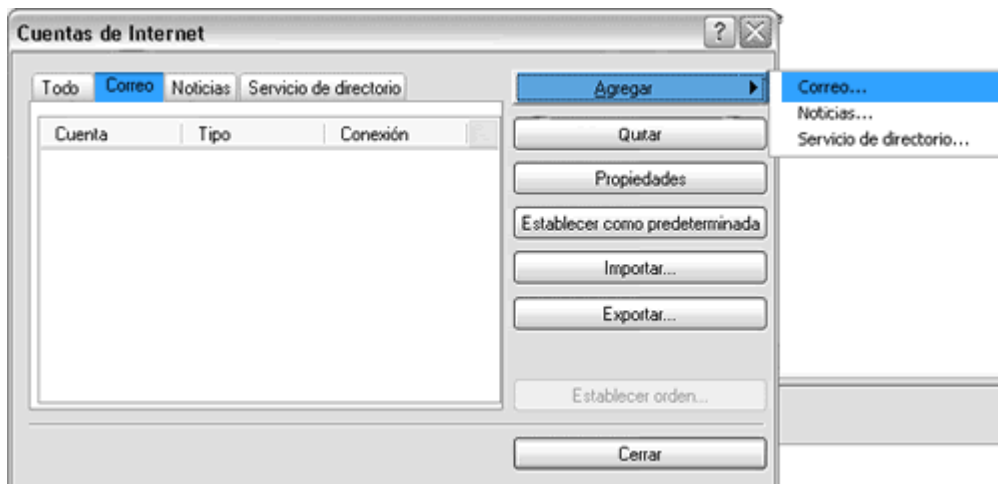 Cuentas de Internet
Todo Correo Noticias Servicio de directorio
Cuenta Tipo Conexión
Agregar
Quitar
Propiedades
Establecer como predeterminada
Importar...
Exportar...
Establecer orden...
Cerrar
Correo...
Noticias...
Servicio de directorio...